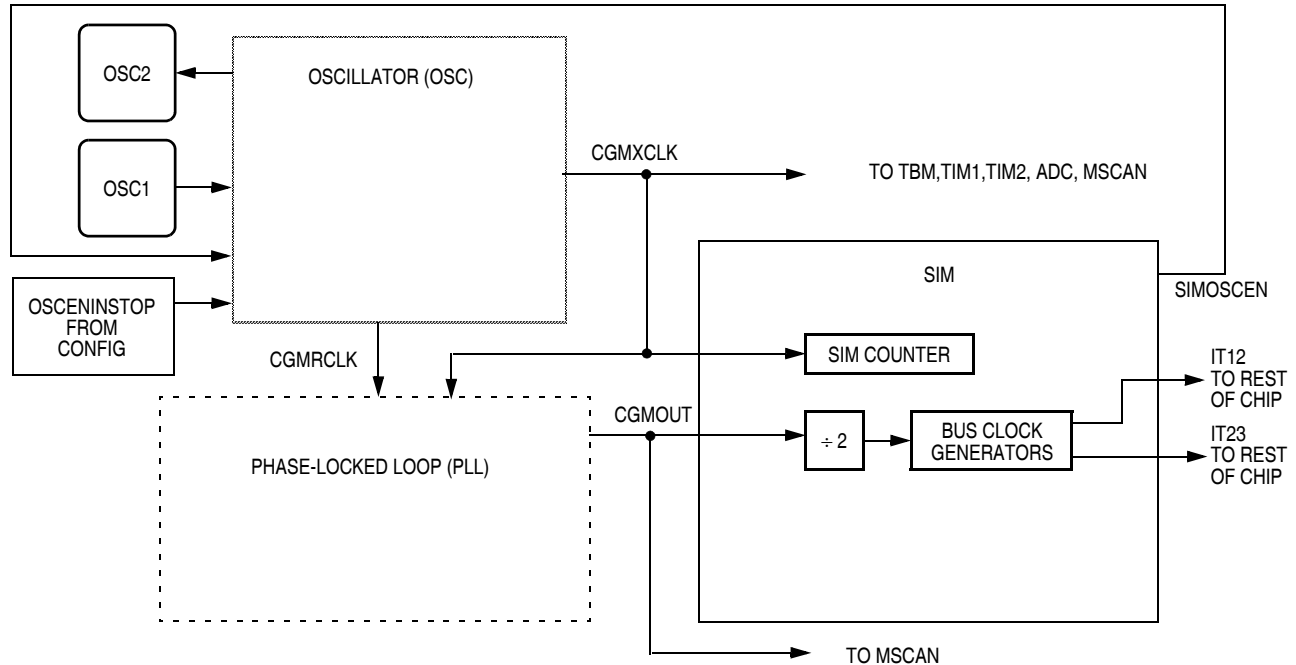 OSC2
OSCILLATOR (OSC)
CGMXCLK
OSC1
TO TBM,TIM1,TIM2, ADC, MSCAN
SIM
SIMOSCEN
OSCENINSTOP
FROM
CONFIG
CGMRCLK
SIM COUNTER
IT12
TO REST
OF CHIP
CGMOUT
÷ 2
BUS CLOCK
GENERATORS
IT23
TO REST
OF CHIP
PHASE-LOCKED LOOP (PLL)
TO MSCAN